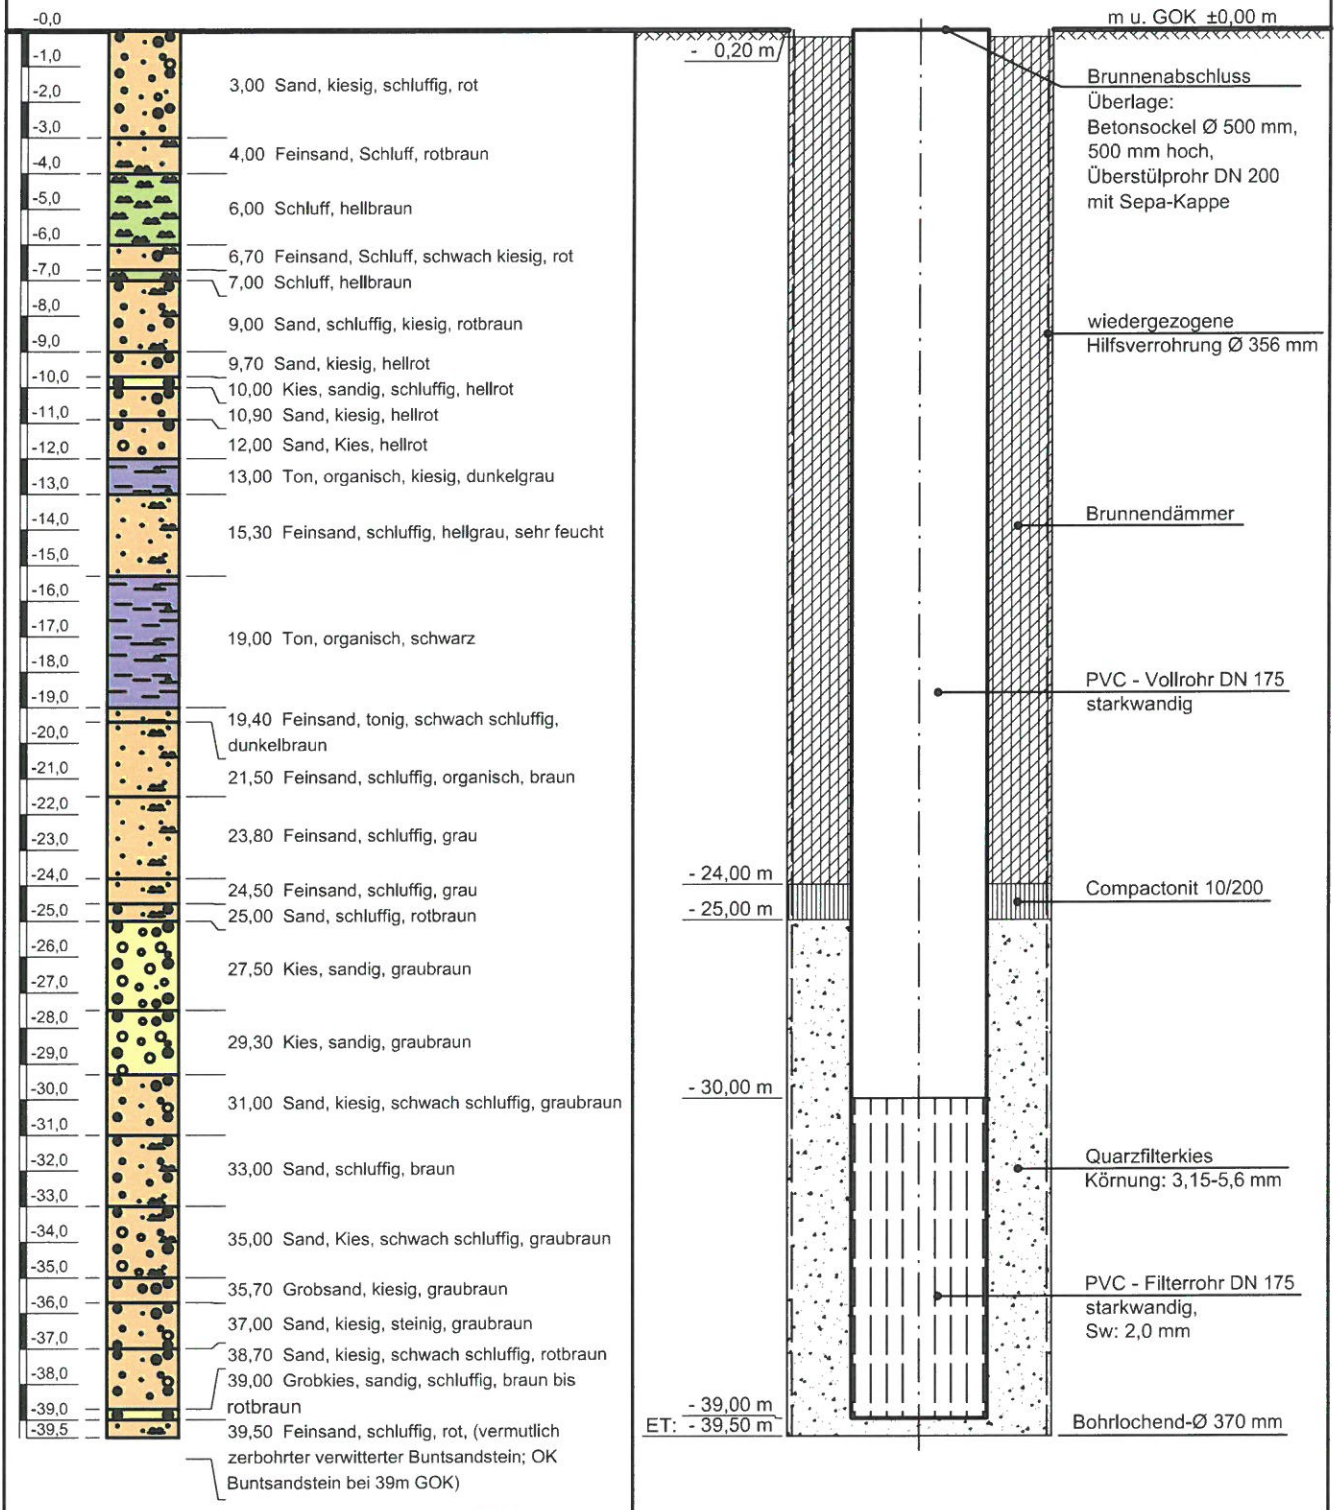 -0,0
-1,0
-2,0
-3,0
-4,0
-5,0
-6,0
-7,0
-8,0
-9,0
-10,0
-11,0
-12,0
-13,0
-14,0
-15,0
-16,0
-17,0
-18,0
-19,0
-20,0
-21,0
-22,0
-23,0
-24,0
-25,0
-26,0
-27,0
-28,0
-29,0
-30,0
-31,0
-32,0
-33,0
-34,0
-35,0
-36,0
-37,0
-38,0
-39,0
-39,5
3,00 Sand, kiesig, schluffig, rot
4,00 Feinsand, Schluff, rotbraun
6,00 Schluff, hellbraun
6,70 Feinsand, Schluff, schwach kiesig, rot
7,00 Schluff, hellbraun
9,00 Sand, schluffig, kiesig, rotbraun
9,70 Sand, kiesig, hellrot
10,00 Kies, sandig, schluffig, hellrot
10,90 Sand, kiesig, hellrot
12,00 Sand, Kies, hellrot
13,00 Ton, organisch, kiesig, dunkelgrau
15,30 Feinsand, schluffig, hellgrau, sehr feucht
19,00 Ton, organisch, schwarz
19,40 Feinsand, tonig, schwach schluffig,
dunkelbraun
21,50 Feinsand, schluffig, organisch, braun
23,80 Feinsand, schluffig, grau
24,50 Feinsand, schluffig, grau
25,00 Sand, schluffig, rotbraun
27,50 Kies, sandig, graubraun
29,30 Kies, sandig, graubraun
31,00 Sand, kiesig, schwach schluffig, graubraun
33,00 Sand, schluffig, braun
35,00 Sand, Kies, schwach schluffig, graubraun
35,70 Grobsand, kiesig, graubraun
37,00 Sand, kiesig, steinig, graubraun
38,70 Sand, kiesig, schwach schluffig, rotbraun
39,00 Grobkies, sandig, schluffig, braun bis
rotbraun
39,50 Feinsand, schluffig, rot, (vermutlich
zerbohrter verwitterter Buntsandstein; OK
Buntsandstein bei 39m GOK)
- 0,20 m
- 24,00 m
- 25,00 m
- 30,00 m
- 39,00 m
ET: - 39,50 m
m u. GOK ±0,00 m
Brunnenabschluss
Überlage:
Betonsockel Ø 500 mm,
500 mm hoch,
Überstülprohr DN 200
mit Sepa-Kappe
wiedergezogene
Hilfsverrohrung Ø 356 mm
Brunnendämmer
PVC - Vollrohr DN 175
starkwandig
Compactonit 10/200
Quarzfilterkies
Körnung: 3,15-5,6 mm
PVC - Filterrohr DN 175
starkwandig,
Sw: 2,0 mm
Bohrlochend-Ø 370 mm